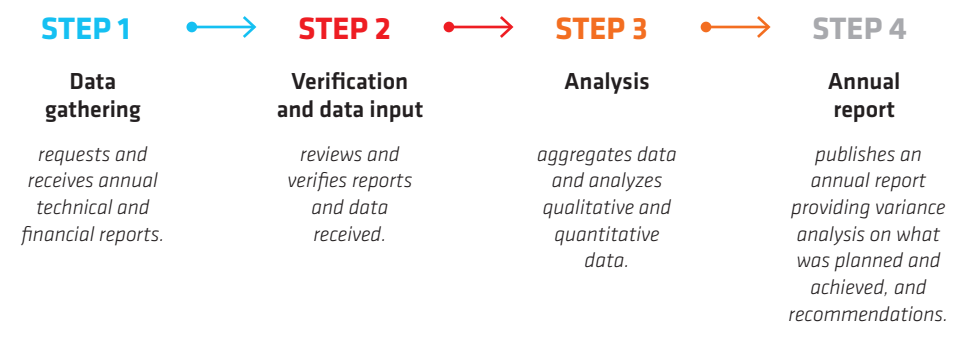 STEP 1
Data
gathering
requests and
receives annual
technical and
financial reports.
STEP 2
Verification
and data input
reviews and
verifies reports
and data
received.
STEP 3
Analysis
aggregates data
and analyzes
qualitative and
quantitative
data.
STEP 4
Annual
report
publishes an
annual report
providing variance
analysis on what
was planned and
achieved, and
recommendations.